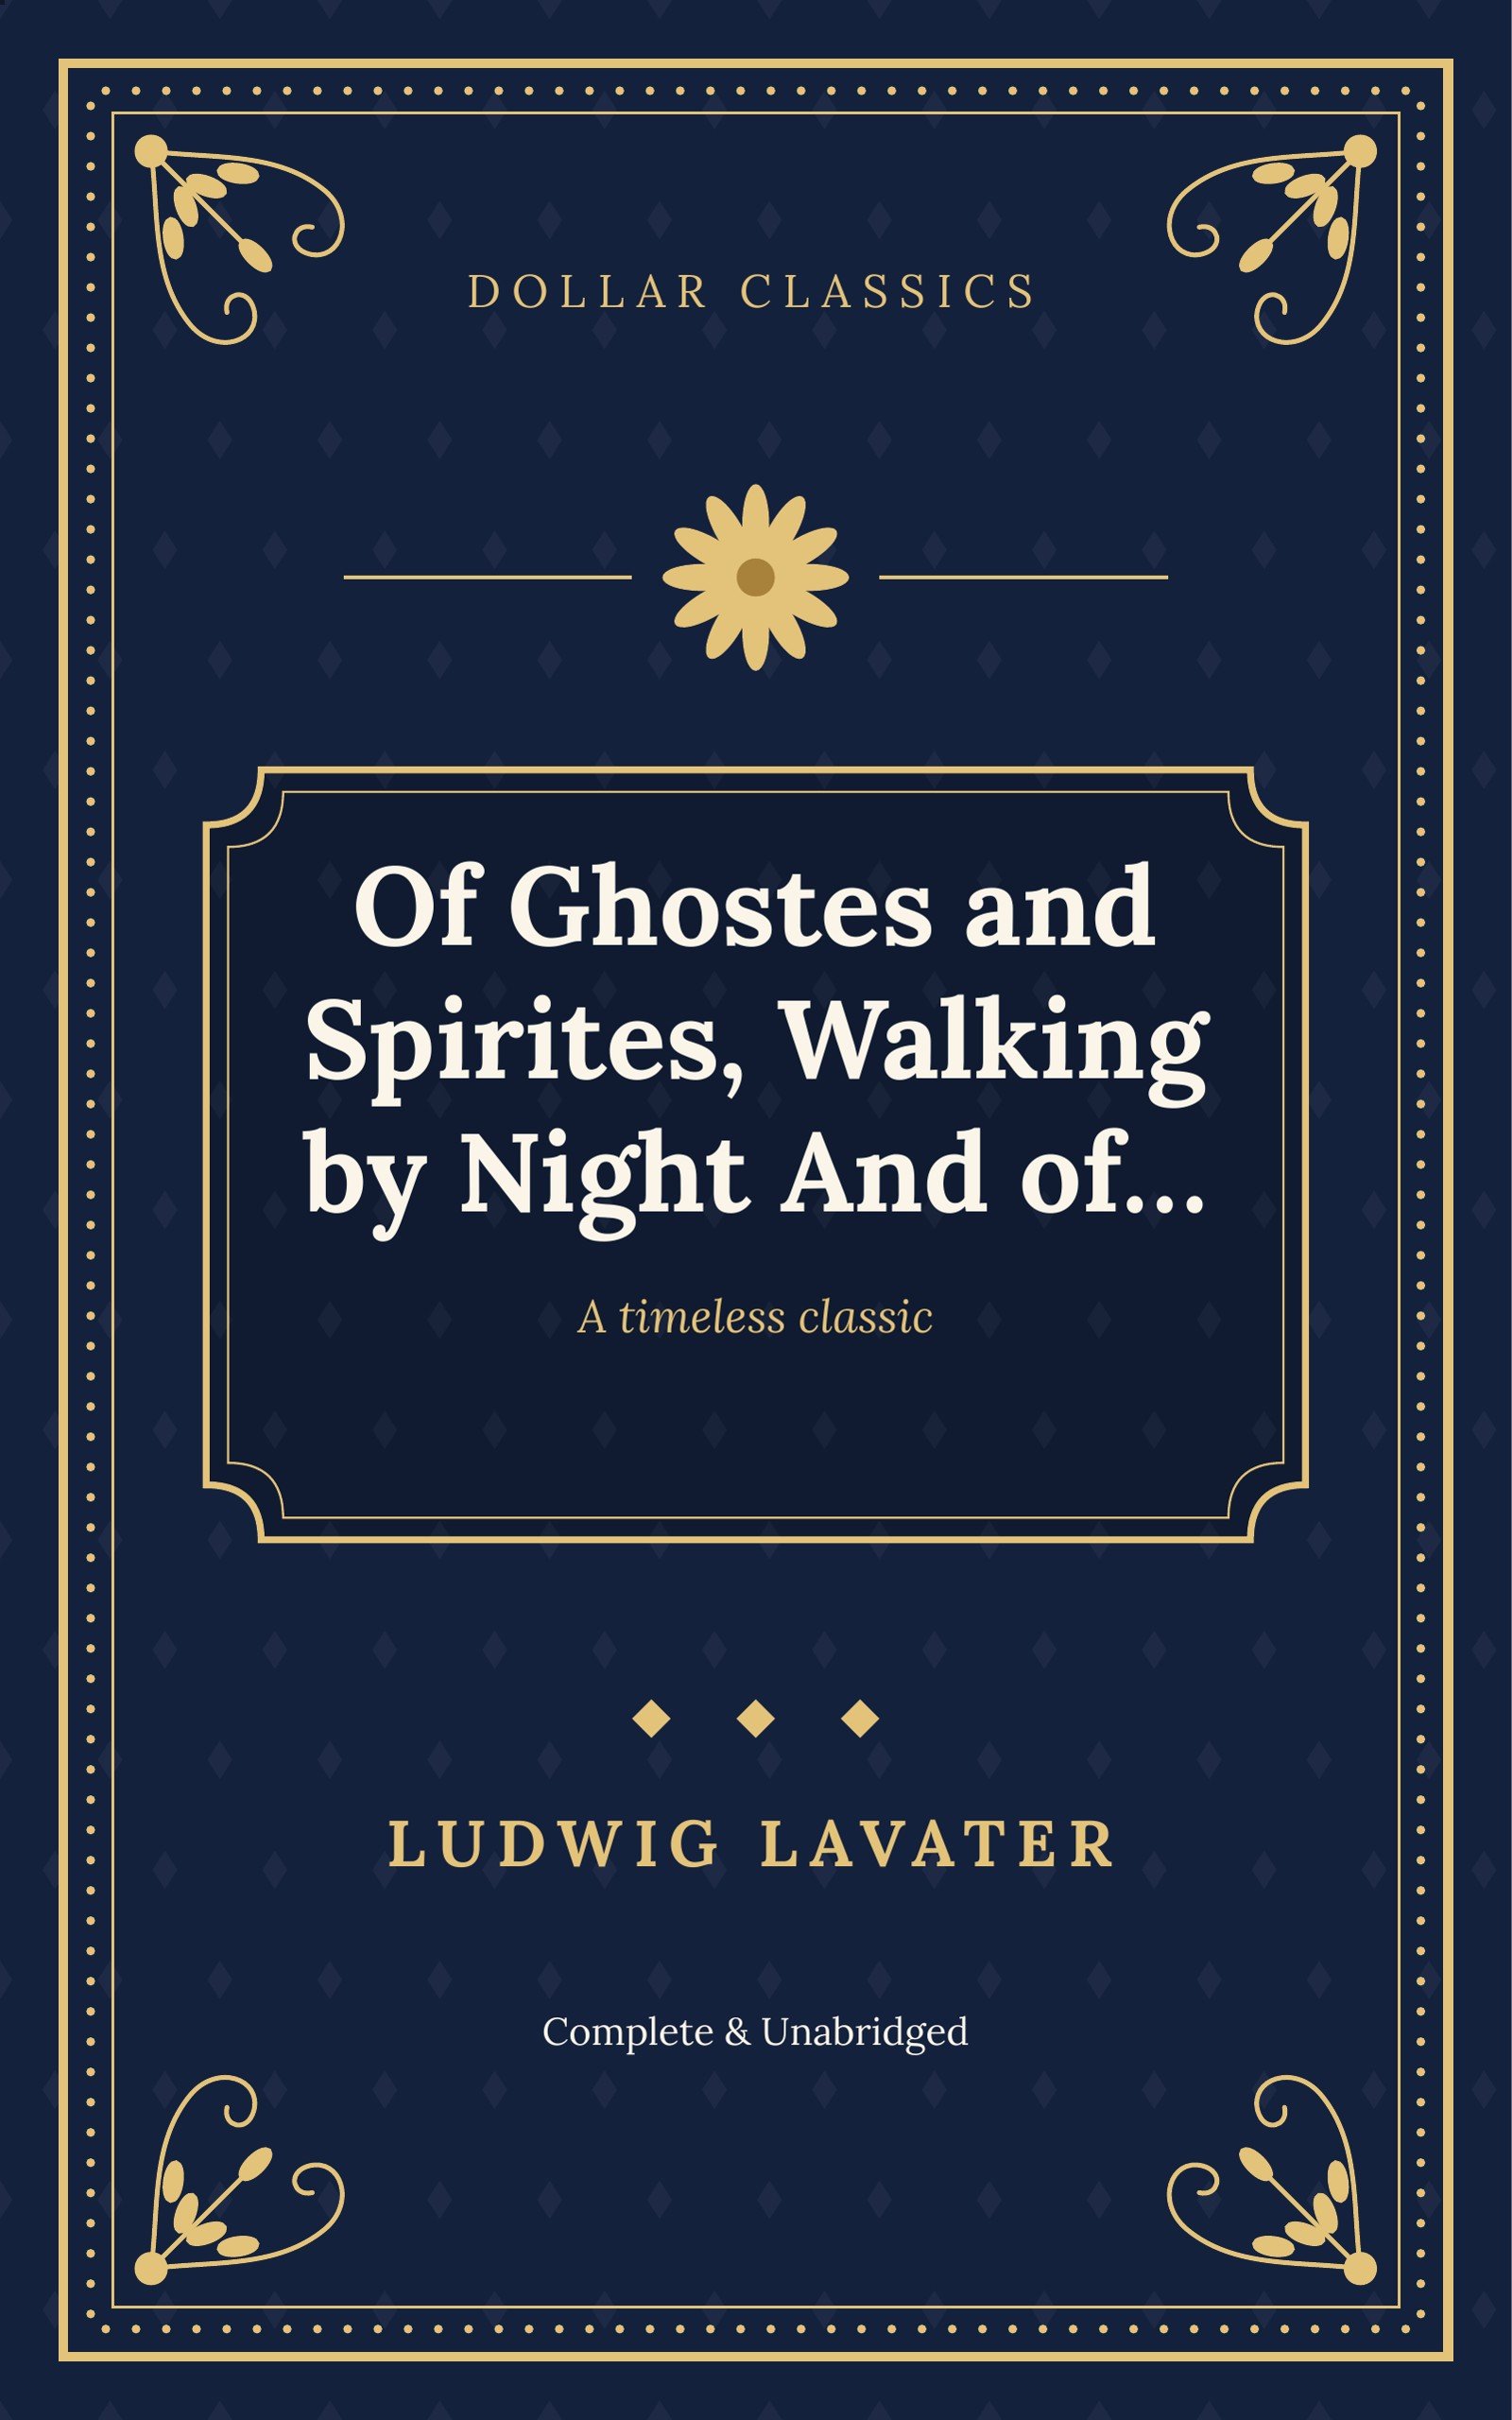 DOLLAR CLASSICS
Of Ghostes and
Spirites, Walking
by Night And of...
A timeless classic
LUDWIG LAVATER
Complete & Unabridged